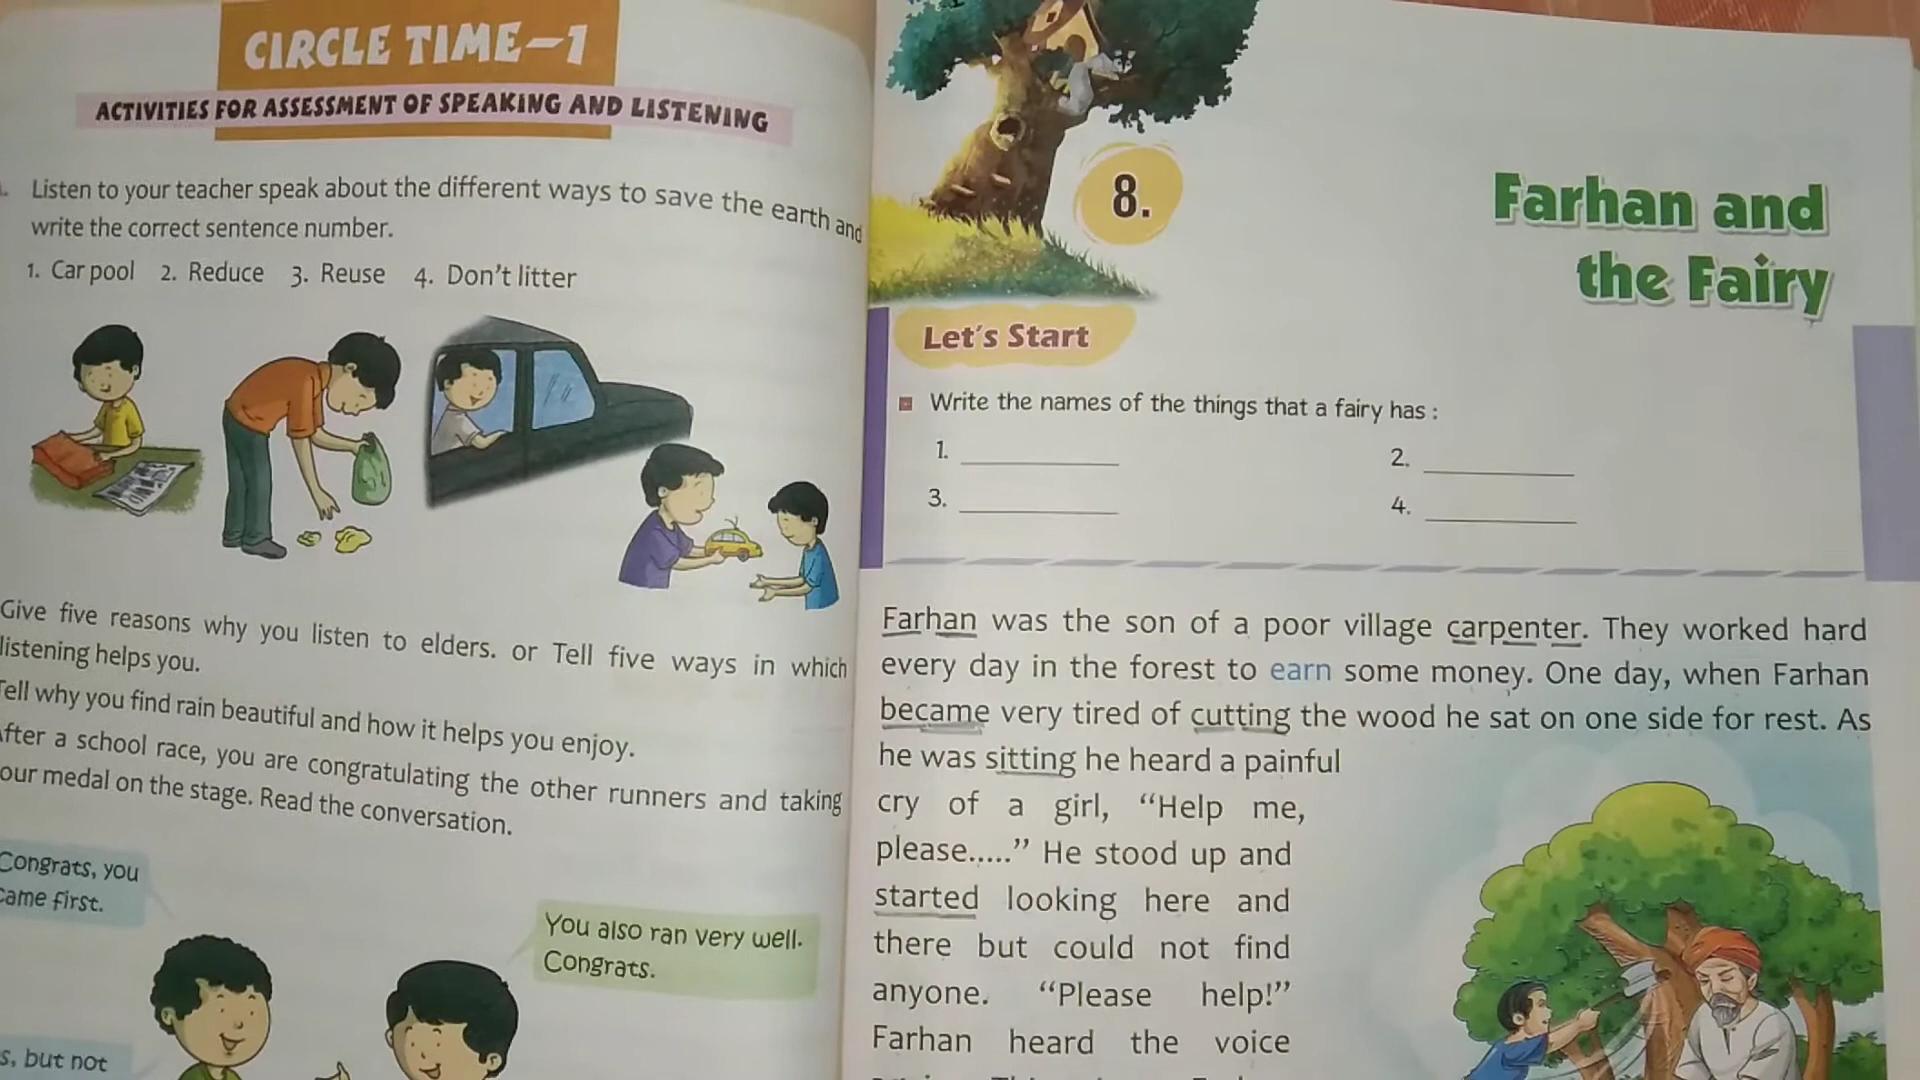 CIRCLE TIME–1
ACTIVITIES FOR ASSESSMENT OF SPEAKING AND LISTENING
Listen to your teacher speak about the different ways to save the earth and
write the correct sentence number.
1. Car pool 2. Reduce 3. Reuse 4. Don't litter
Give five reasons why you listen to elders. or Tell five ways in which
listening helps you.
Tell why you find rain beautiful and how it helps you enjoy.
After a school race, you are congratulating the other runners and taking
our medal on the stage. Read the conversation.
Congrats, you
came first.
You also ran very well.
Congrats.
s, but not
8.
Farhan and
the Fairy
Let's Start
Write the names of the things that a fairy has :
1. 2.
3. 4.
Farhan was the son of a poor village carpenter. They worked hard
every day in the forest to earn some money. One day, when Farhan
became very tired of cutting the wood he sat on one side for rest. As
he was sitting he heard a painful
cry of a girl, “Help me,
please.....” He stood up and
started looking here and
there but could not find
anyone. “Please help!”
Farhan heard the voice